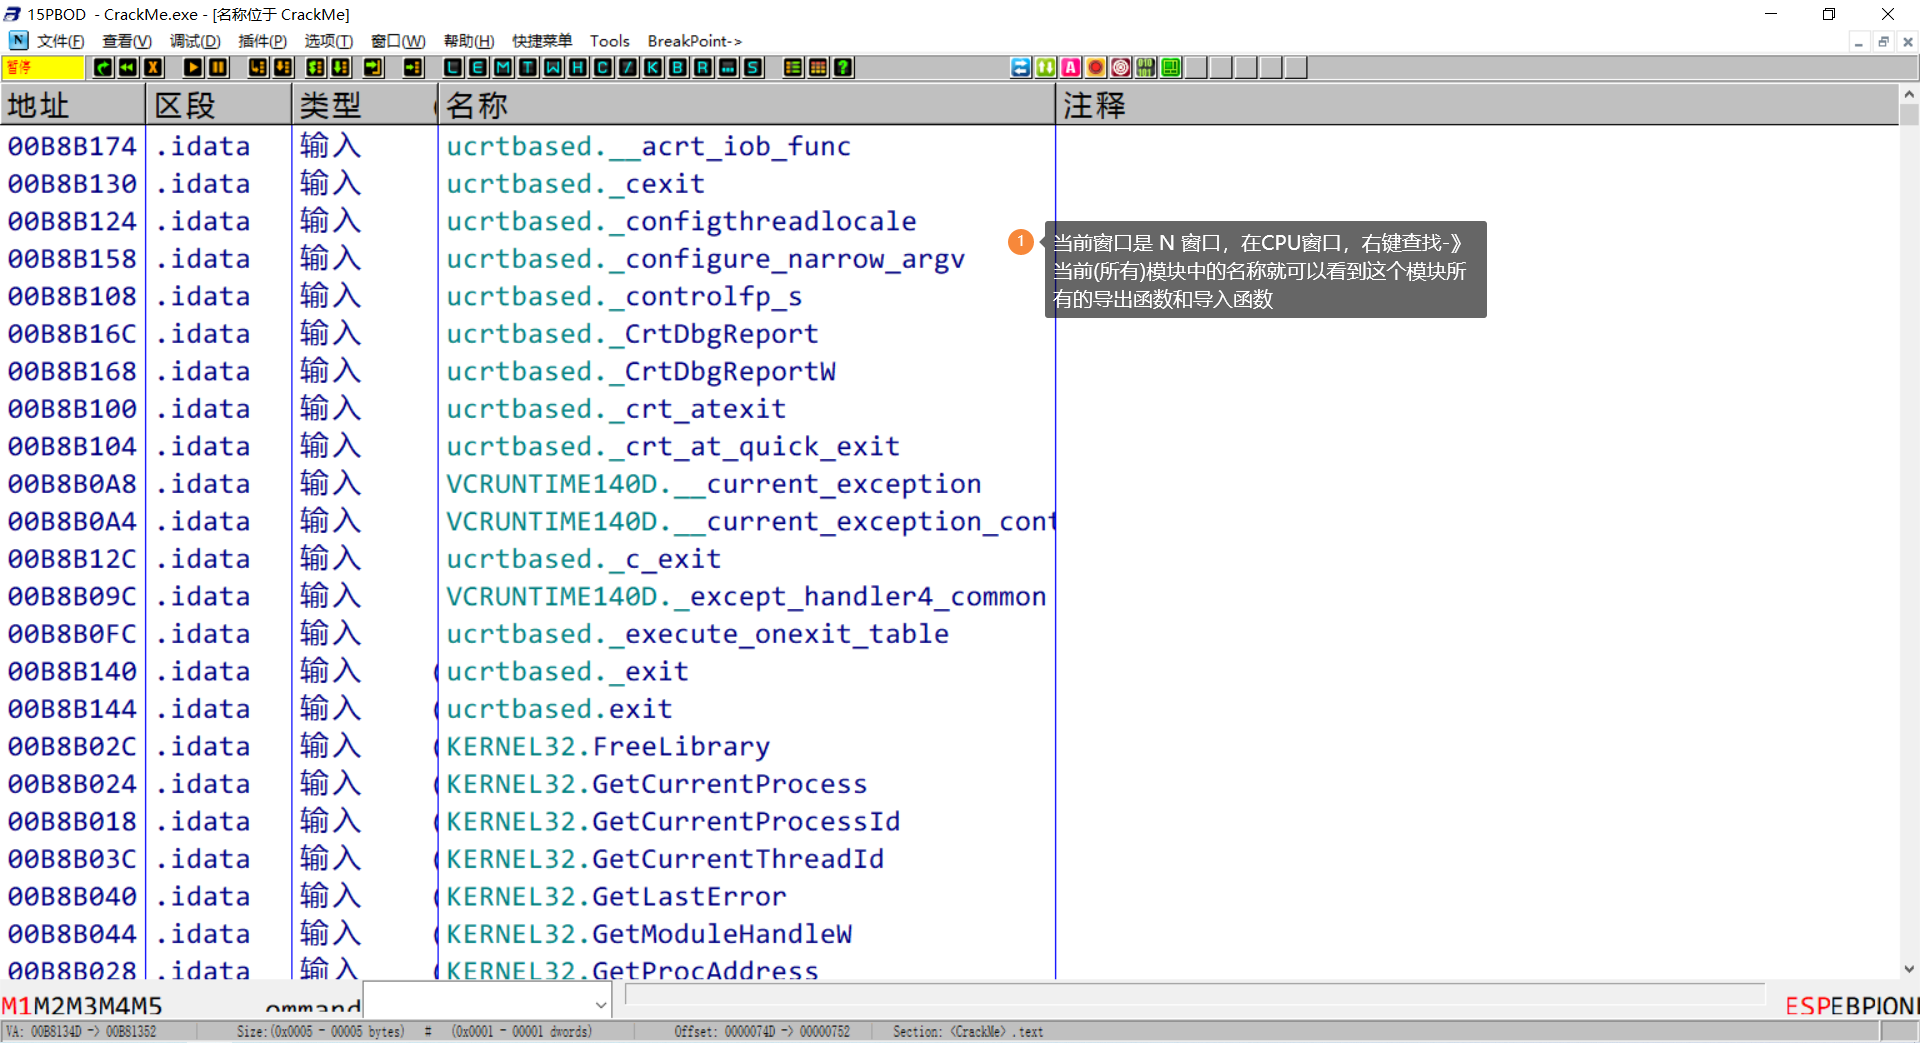 15PBOD - CrackMe.exe - [名称位于 CrackMe]
文件(F) 查看(V) 调试(D) 插件(P) 选项(T) 窗口(W) 帮助(H) 快捷菜单 Tools BreakPoint->
暂停 L E M T W H C / K B R ... S ?
地址 区段 类型 名称 注释
00B8B174 .idata 输入 ucrtbased.__acrt_iob_func
00B8B130 .idata 输入 ucrtbased._cexit
00B8B124 .idata 输入 ucrtbased._configthreadlocale
00B8B158 .idata 输入 ucrtbased._configure_narrow_argv
00B8B108 .idata 输入 ucrtbased._controlfp_s
00B8B16C .idata 输入 ucrtbased._CrtDbgReport
00B8B168 .idata 输入 ucrtbased._CrtDbgReportW
00B8B100 .idata 输入 ucrtbased._crt_atexit
00B8B104 .idata 输入 ucrtbased._crt_at_quick_exit
00B8B0A8 .idata 输入 VCRUNTIME140D.__current_exception
00B8B0A4 .idata 输入 VCRUNTIME140D.__current_exception_cont
00B8B12C .idata 输入 ucrtbased._c_exit
00B8B09C .idata 输入 VCRUNTIME140D._except_handler4_common
00B8B0FC .idata 输入 ucrtbased._execute_onexit_table
00B8B140 .idata 输入 ucrtbased._exit
00B8B144 .idata 输入 ucrtbased.exit
00B8B02C .idata 输入 KERNEL32.FreeLibrary
00B8B024 .idata 输入 KERNEL32.GetCurrentProcess
00B8B018 .idata 输入 KERNEL32.GetCurrentProcessId
00B8B03C .idata 输入 KERNEL32.GetCurrentThreadId
00B8B040 .idata 输入 KERNEL32.GetLastError
00B8B044 .idata 输入 KERNEL32.GetModuleHandleW
00B8B028 .idata 输入 KERNEL32.GetProcAddress
1
当前窗口是 N 窗口，在CPU窗口，右键查找-》
当前(所有)模块中的名称就可以看到这个模块所
有的导出函数和导入函数
M1M2M3M4M5 ommand ESPEBPION
VA: 00B8134D -> 00B81352 Size:(0x0005 - 00005 bytes) # (0x0001 - 00001 dwords) Offset: 0000074D -> 00000752 Section: <CrackMe>.text